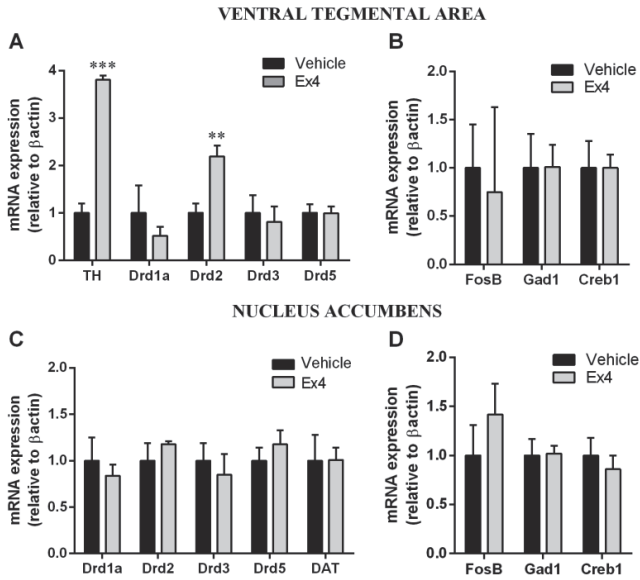 VENTRAL TEGMENTAL AREA
A
mRNA expression
(relative to βactin)
4
3
2
1
0
***
**
Vehicle
Ex4
TH Drd1a Drd2 Drd3 Drd5
B
mRNA expression
(relative to βactin)
2.0
1.5
1.0
0.5
0.0
Vehicle
Ex4
FosB Gad1 Creb1
NUCLEUS ACCUMBENS
C
mRNA expression
(relative to βactin)
2.0
1.5
1.0
0.5
0.0
Vehicle
Ex4
Drd1a Drd2 Drd3 Drd5 DAT
D
mRNA expression
(relative to βactin)
2.0
1.5
1.0
0.5
0.0
Vehicle
Ex4
FosB Gad1 Creb1